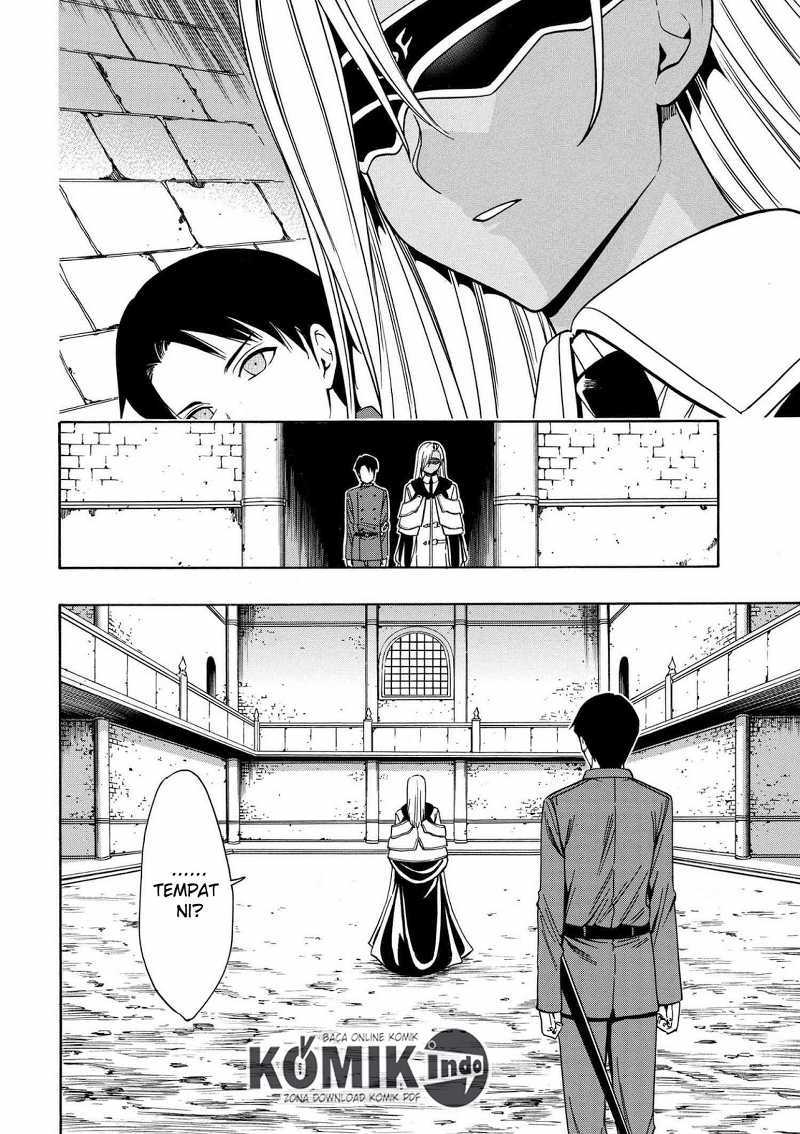 ......
TEMPAT
NI?
BACA ONLINE KOMIK
KOMIK indo
ZONA DOWNLOAD KOMIK PDF